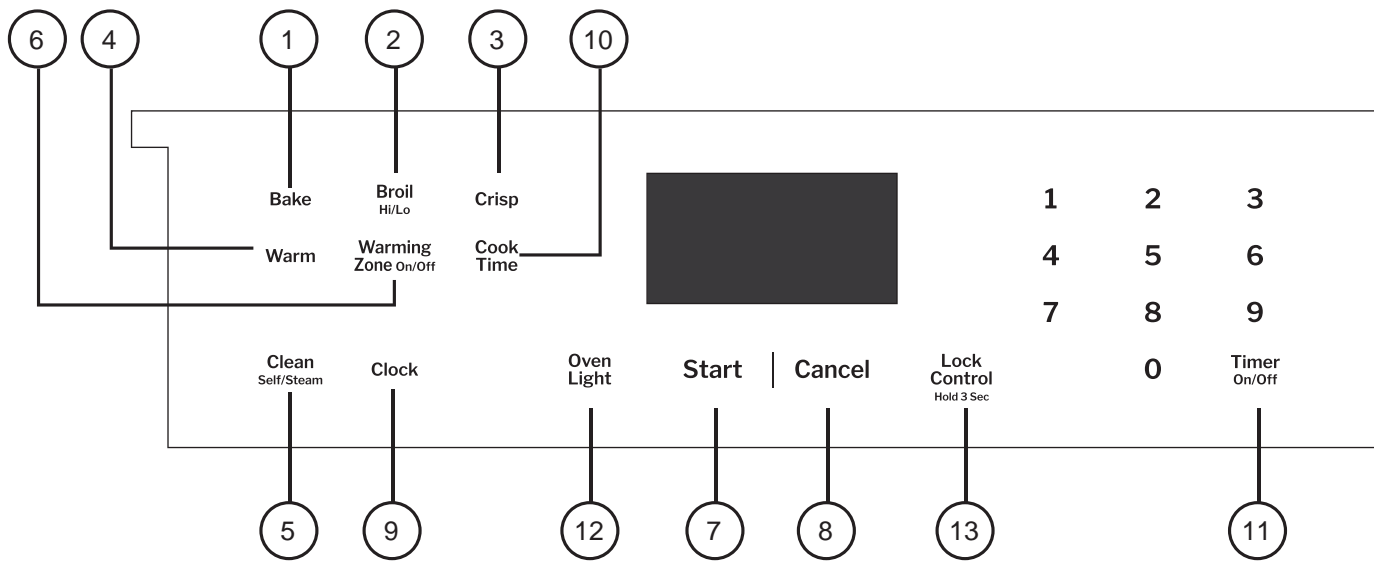 6 4 1 2 3 10
Bake
Broil
Hi/Lo
Crisp
1 2 3
Warm
Warming
Zone On/Off
Cook
Time
4 5 6
7 8 9
Clean
Self/Steam
Clock
Oven
Light
Start
Cancel
Lock
Control
Hold 3 Sec
0
Timer
On/Off
5 9 12 7 8 13 11